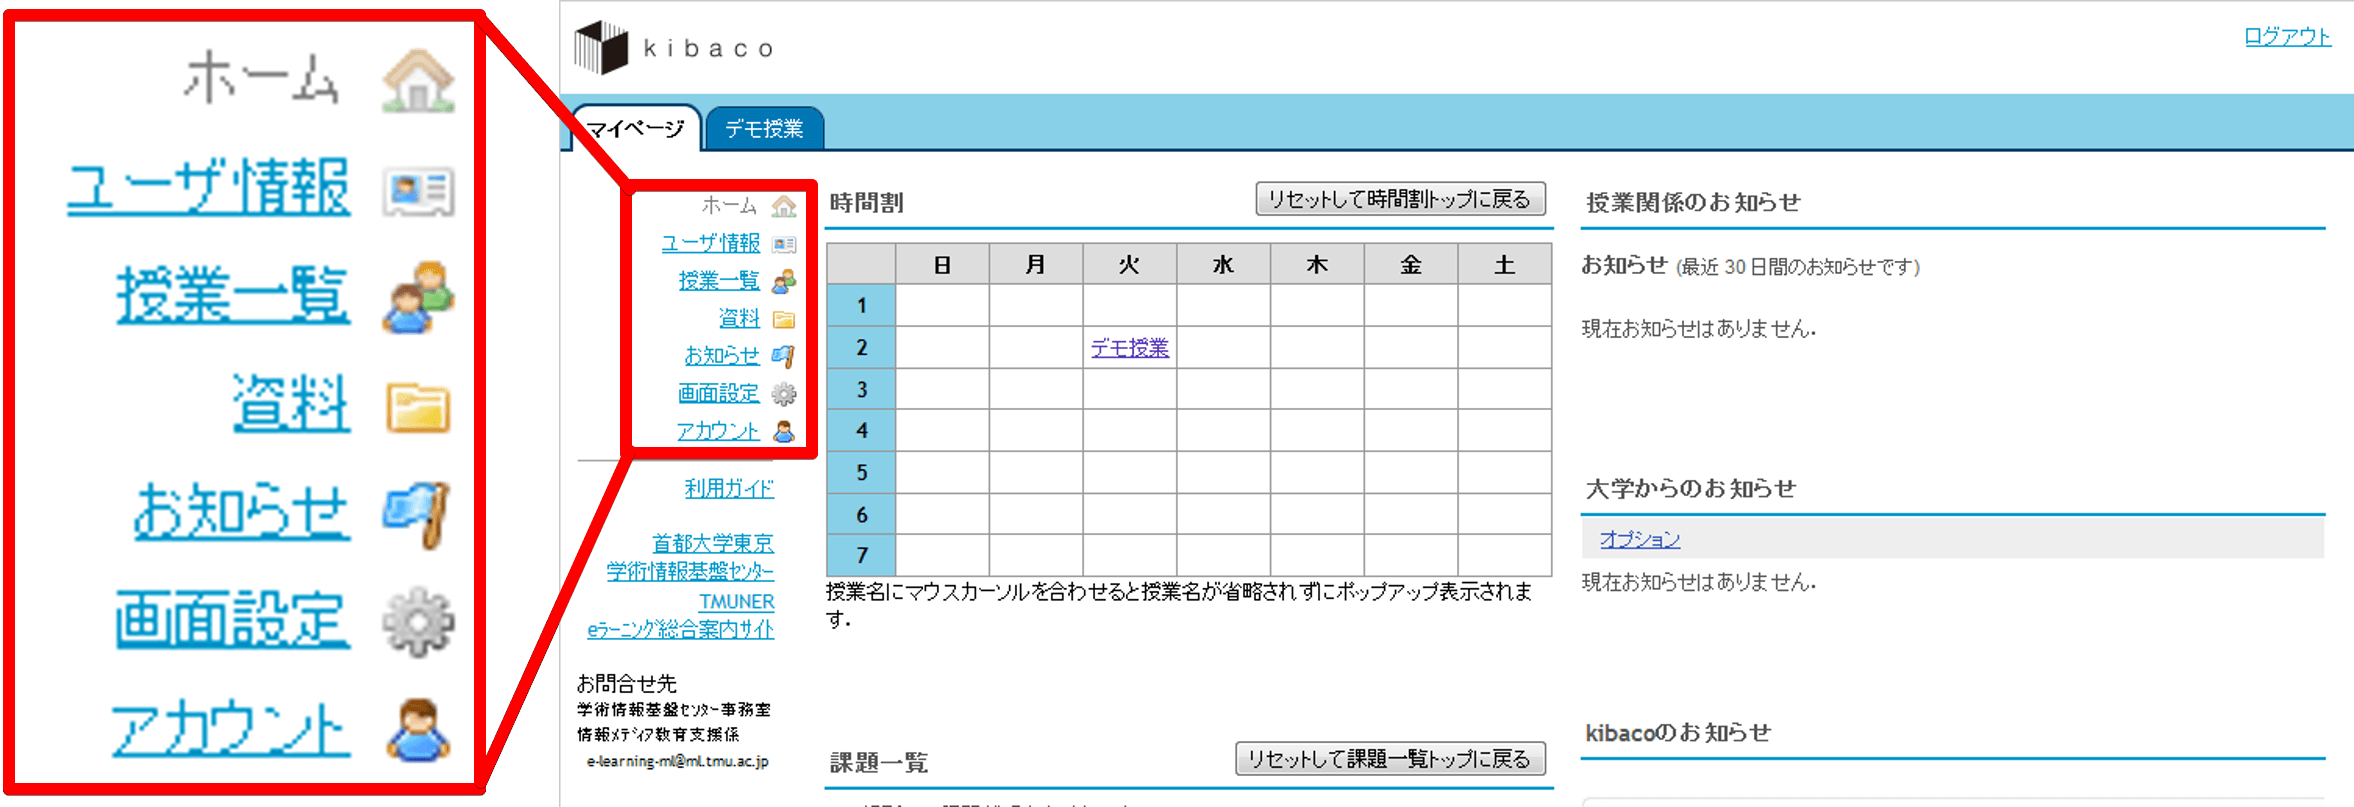 ホーム
ユーザ情報
授業一覧
資料
お知らせ
画面設定
アカウント
kibaco
ログアウト
マイページ
デモ授業
ホーム
ユーザ情報
授業一覧
資料
お知らせ
画面設定
アカウント
利用ガイド
首都大学東京
学術情報基盤センター
TMUNER
eラーニング総合案内サイト
お問合せ先
学術情報基盤センター事務室
情報メディア教育支援係
e-learning-ml@ml.tmu.ac.jp
時間割
リセットして時間割トップに戻る
日 月 火 水 木 金 土
1
2 デモ授業
3
4
5
6
7
授業名にマウスカーソルを合わせると授業名が省略されずにポップアップ表示されま
す.
課題一覧
リセットして課題一覧トップに戻る
授業関係のお知らせ
お知らせ (最近 30 日間のお知らせです)
現在お知らせはありません.
大学からのお知らせ
オプション
現在お知らせはありません.
kibacoのお知らせ